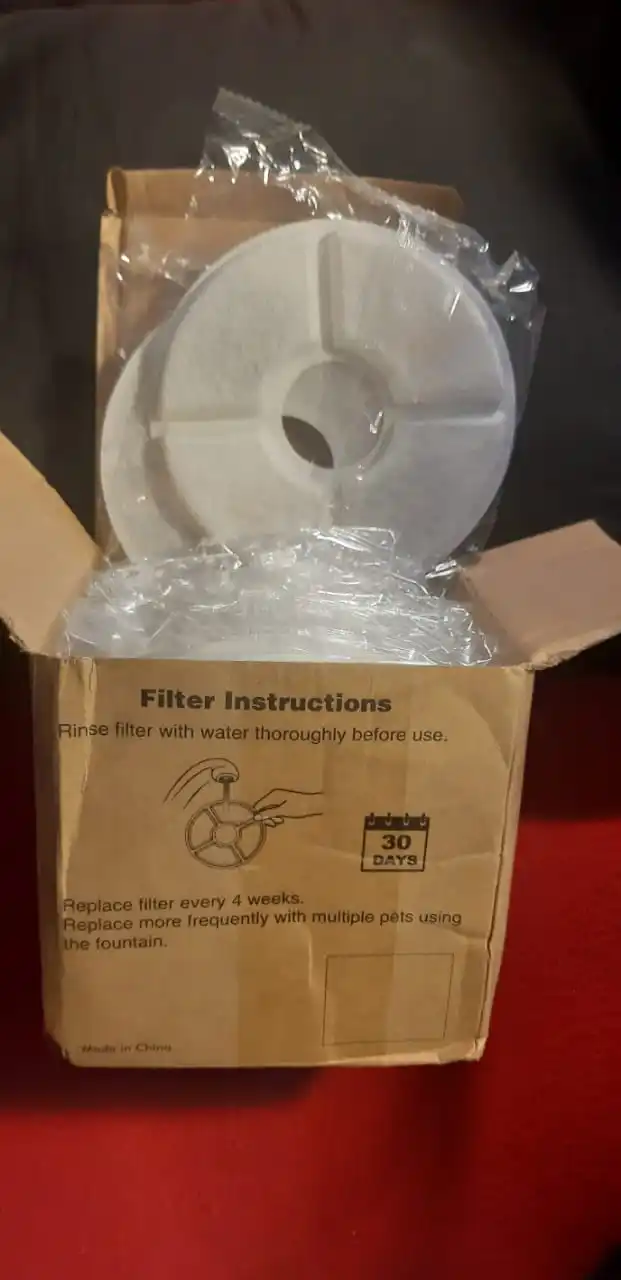 Filter Instructions
Rinse filter with water thoroughly before use.
30
DAYS
Replace filter every 4 weeks.
Replace more frequently with multiple pets using
the fountain.
Made in China